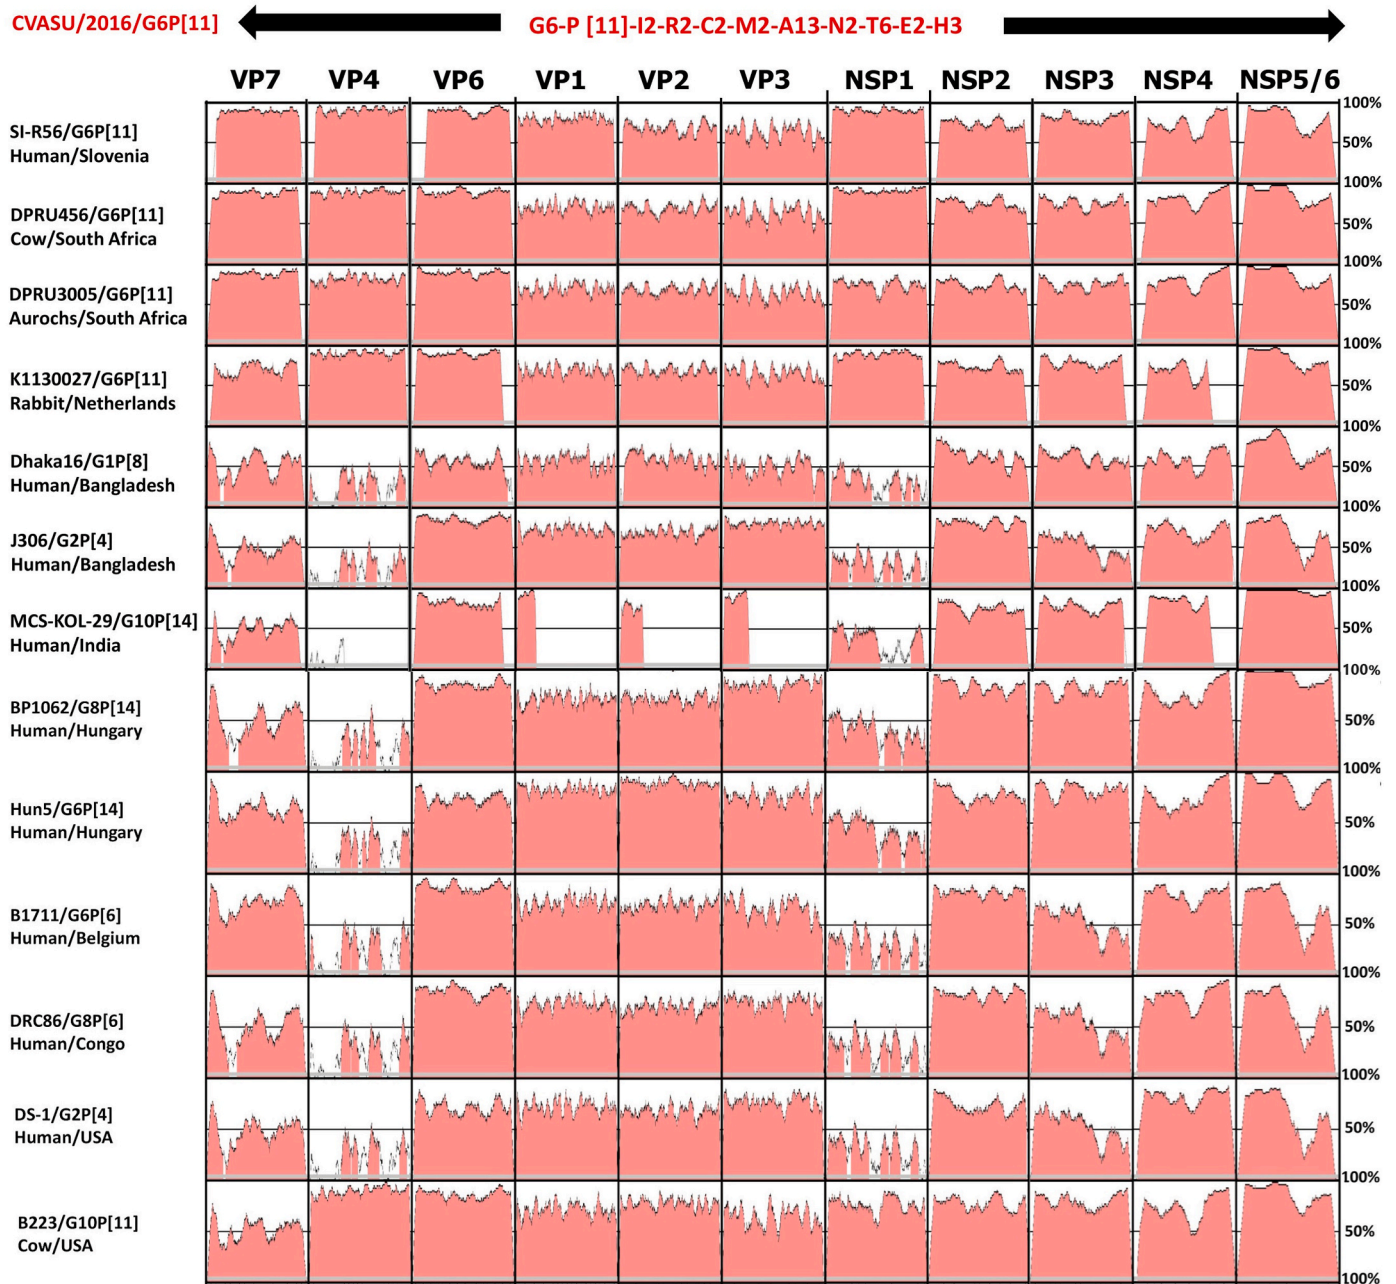 CVASU/2016/G6P[11] G6-P [11]-I2-R2-C2-M2-A13-N2-T6-E2-H3
VP7 VP4 VP6 VP1 VP2 VP3 NSP1 NSP2 NSP3 NSP4 NSP5/6
100%
SI-R56/G6P[11]
Human/Slovenia
50%
100%
DPRU456/G6P[11]
Cow/South Africa
50%
100%
DPRU3005/G6P[11]
Aurochs/South Africa
50%
100%
K1130027/G6P[11]
Rabbit/Netherlands
50%
100%
Dhaka16/G1P[8]
Human/Bangladesh
50%
100%
J306/G2P[4]
Human/Bangladesh
50%
100%
MCS-KOL-29/G10P[14]
Human/India
50%
100%
BP1062/G8P[14]
Human/Hungary
50%
100%
Hun5/G6P[14]
Human/Hungary
50%
100%
B1711/G6P[6]
Human/Belgium
50%
100%
DRC86/G8P[6]
Human/Congo
50%
100%
DS-1/G2P[4]
Human/USA
50%
100%
B223/G10P[11]
Cow/USA
50%
100%